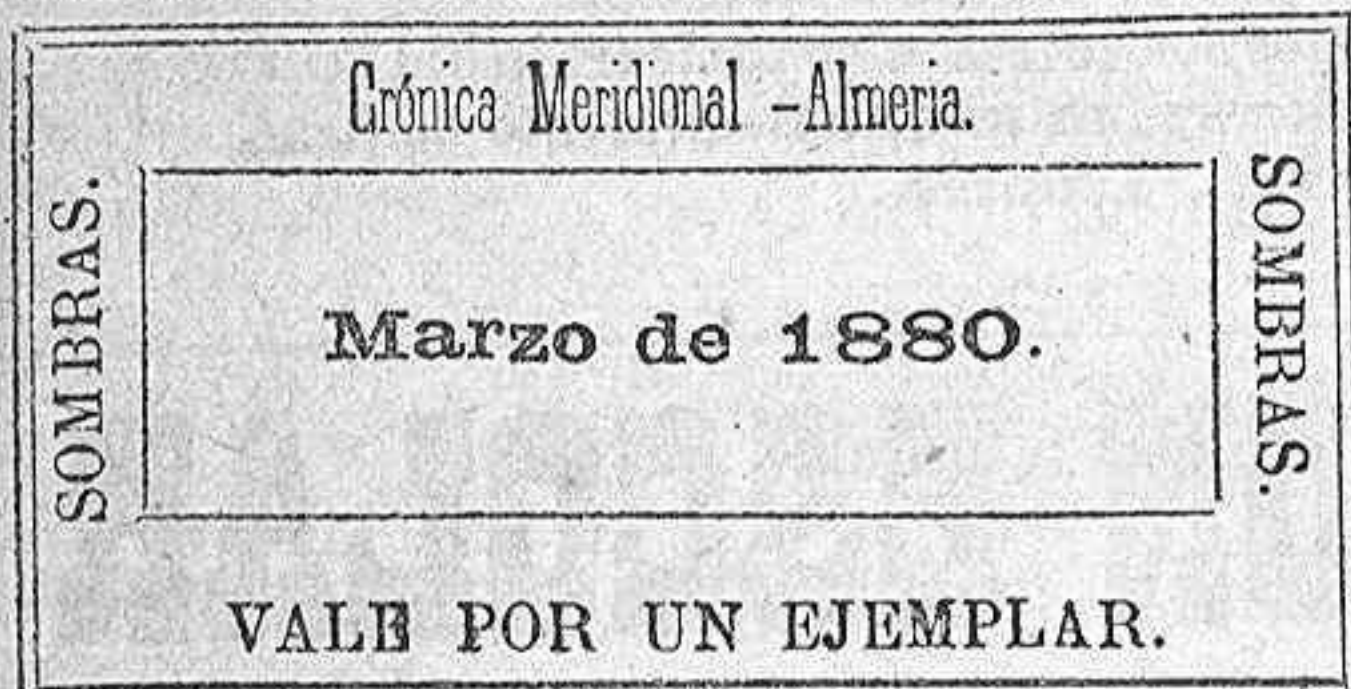 Crónica Meridional -Almeria.
SOMBRAS.
Marzo de 1880.
SOMBRAS.
VALE POR UN EJEMPLAR.